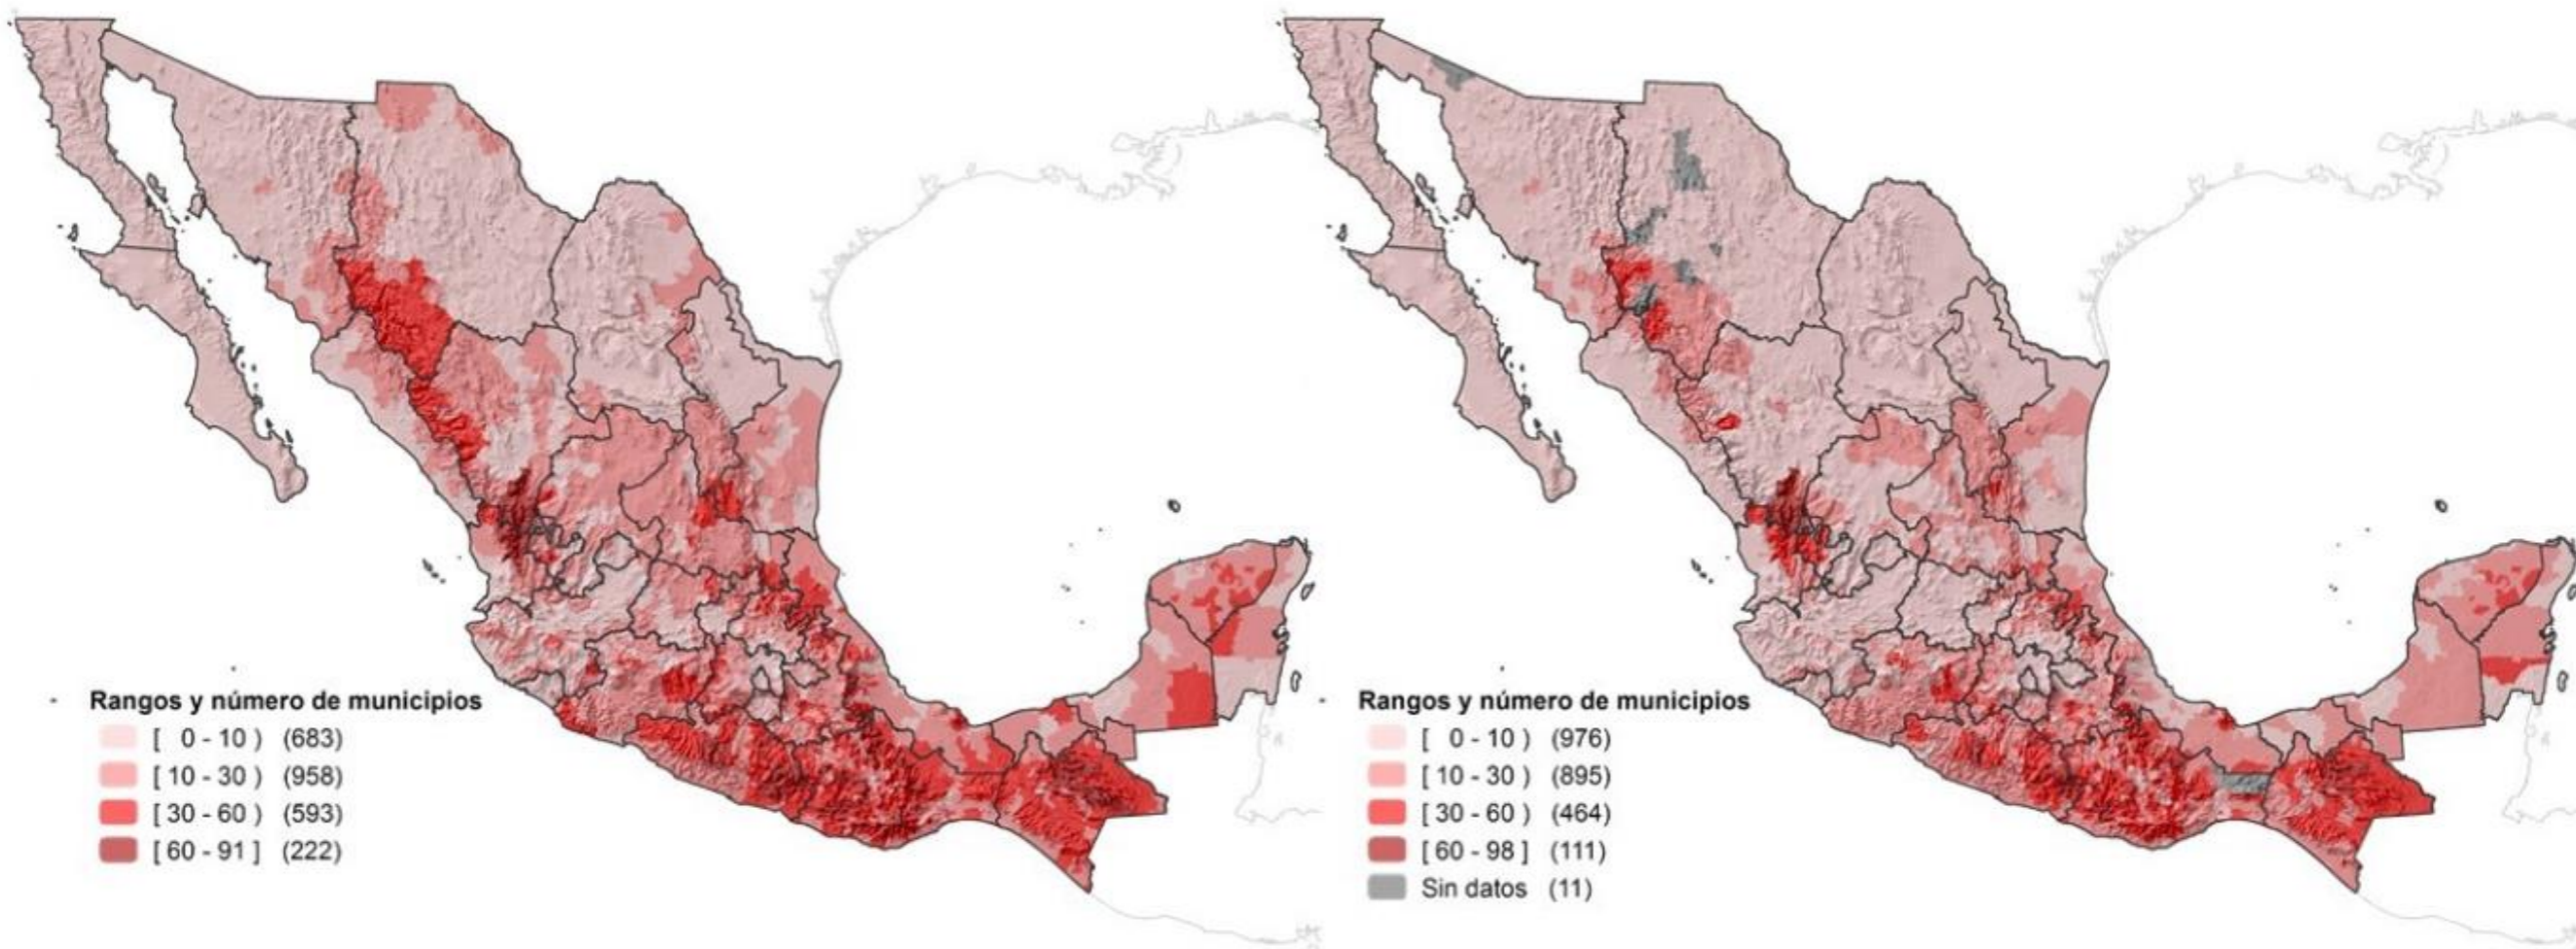 Rangos y número de municipios
[ 0 - 10 ) (683)
[ 10 - 30 ) (958)
[ 30 - 60 ) (593)
[ 60 - 91 ] (222)
Rangos y número de municipios
[ 0 - 10 ) (976)
[ 10 - 30 ) (895)
[ 30 - 60 ) (464)
[ 60 - 98 ] (111)
Sin datos (11)